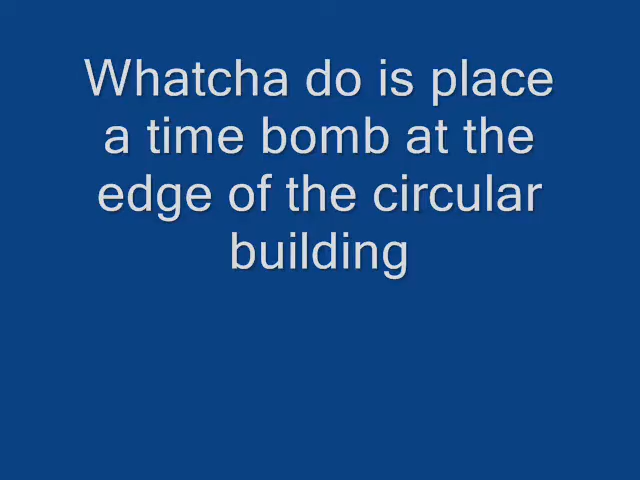 Whatcha do is place
a time bomb at the
edge of the circular
building